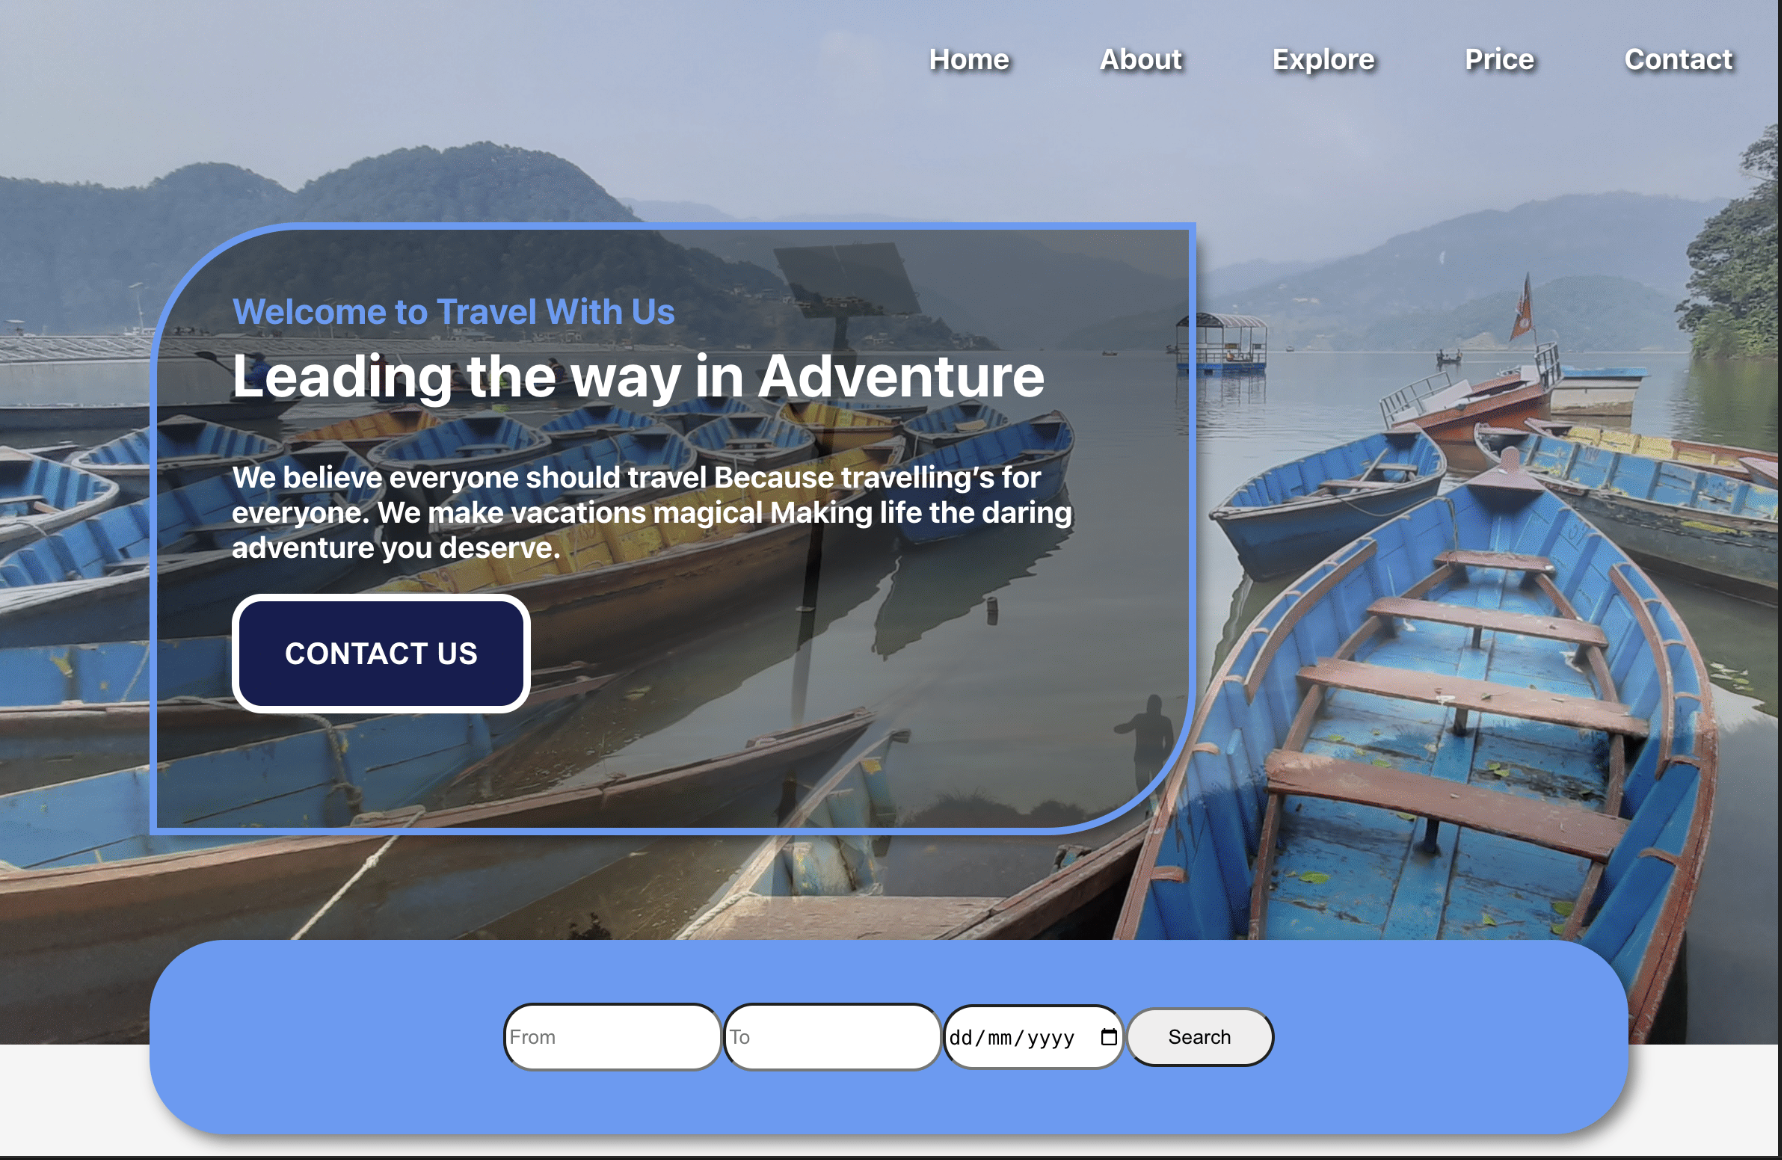 Home About Explore Price Contact
Welcome to Travel With Us
Leading the way in Adventure
We believe everyone should travel Because travelling’s for
everyone. We make vacations magical Making life the daring
adventure you deserve.
CONTACT US
From To dd/mm/yyyy Search